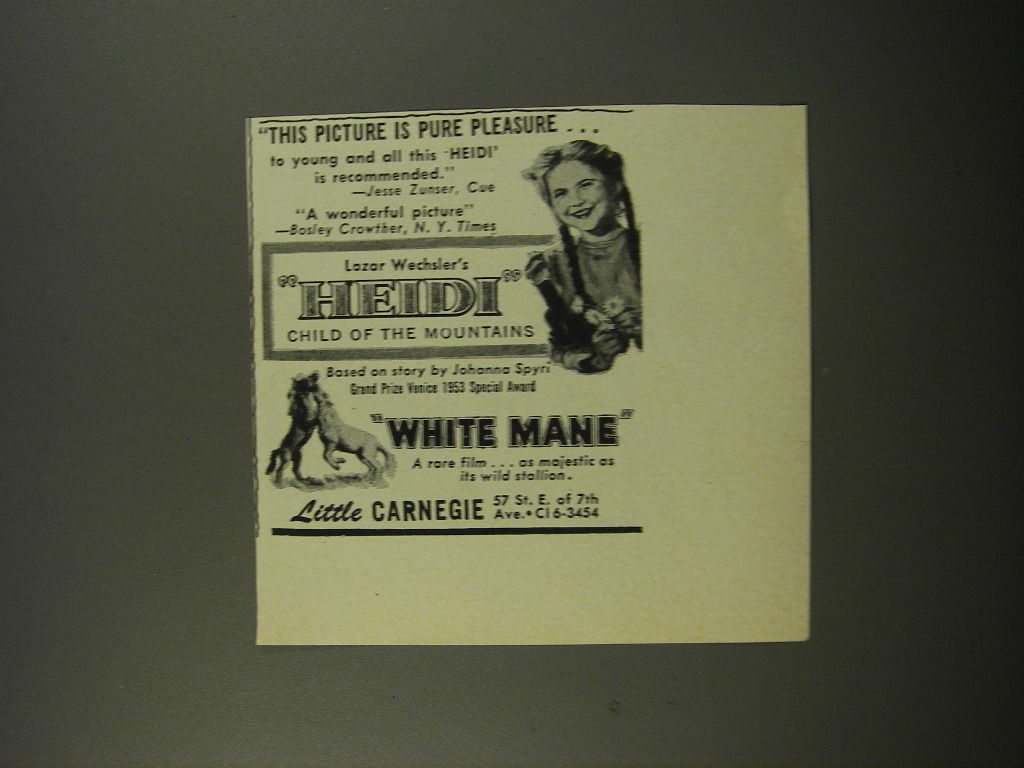 "THIS PICTURE IS PURE PLEASURE ...
to young and all this 'HEIDI'
is recommended."
—Jesse Zunser, Cue
"A wonderful picture"
—Bosley Crowther, N. Y. Times
Lazar Wechsler's
"HEIDI"
CHILD OF THE MOUNTAINS
Based on story by Johanna Spyri
Grand Prize Venice 1953 Special Award
"WHITE MANE"
A rare film ... as majestic as
its wild stallion.
Little CARNEGIE 57 St. E. of 7th
Ave. • CI 6-3454